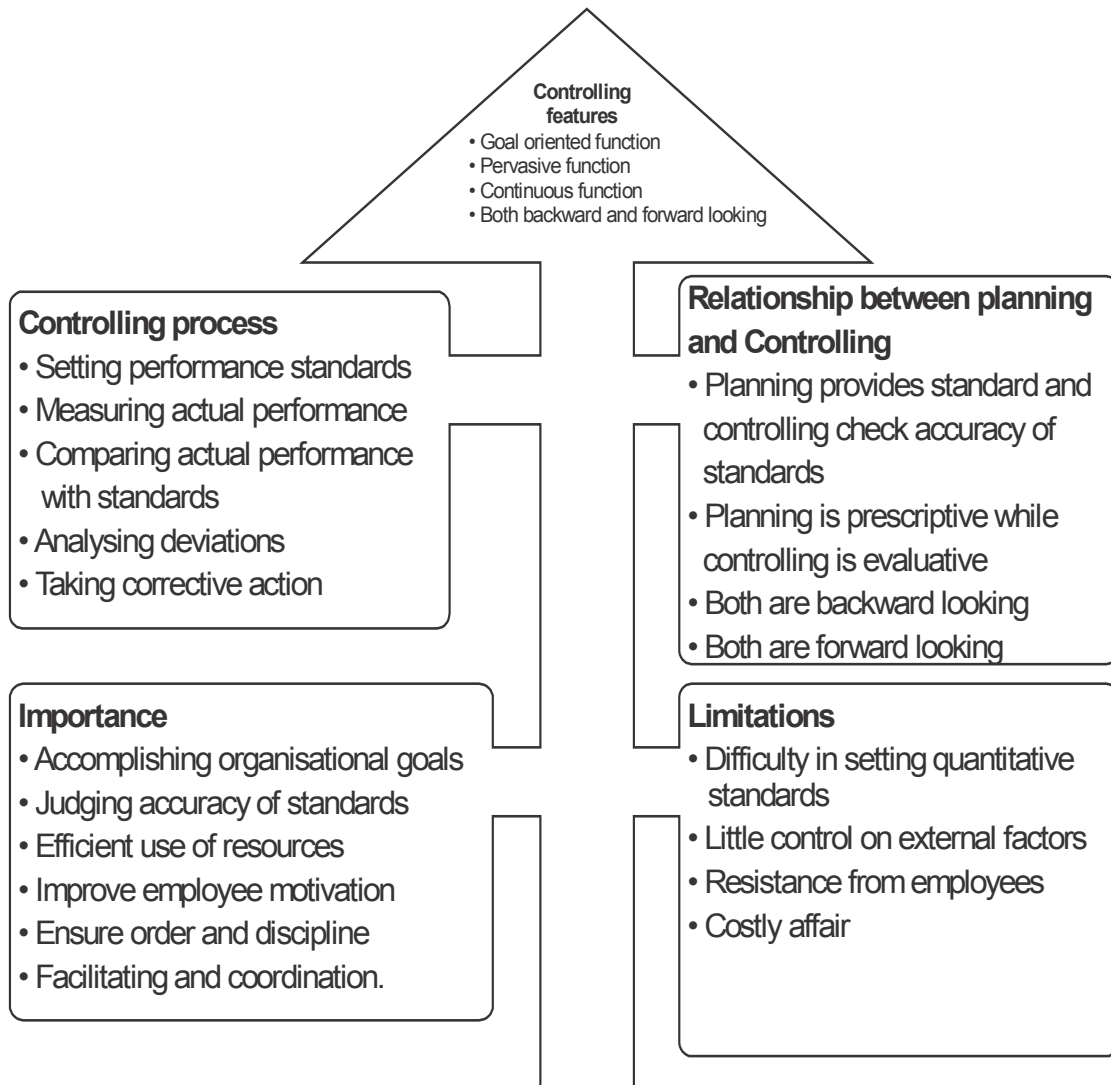 Controlling
features
• Goal oriented function
• Pervasive function
• Continuous function
• Both backward and forward looking
Controlling process
• Setting performance standards
• Measuring actual performance
• Comparing actual performance
with standards
• Analysing deviations
• Taking corrective action
Relationship between planning
and Controlling
• Planning provides standard and
controlling check accuracy of
standards
• Planning is prescriptive while
controlling is evaluative
• Both are backward looking
• Both are forward looking
Importance
• Accomplishing organisational goals
• Judging accuracy of standards
• Efficient use of resources
• Improve employee motivation
• Ensure order and discipline
• Facilitating and coordination.
Limitations
• Difficulty in setting quantitative
standards
• Little control on external factors
• Resistance from employees
• Costly affair